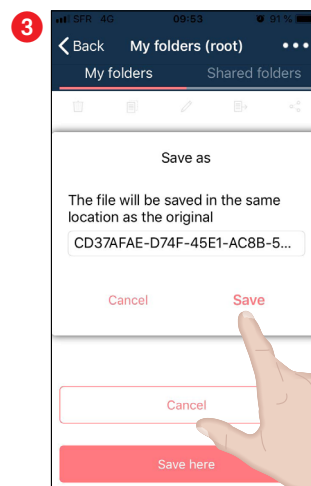 3
SFR 4G 09:53 91 %
Back My folders (root) •••
My folders Shared folders
Save as
The file will be saved in the same
location as the original
CD37AFAE-D74F-45E1-AC8B-5...
Cancel Save
Cancel
Save here